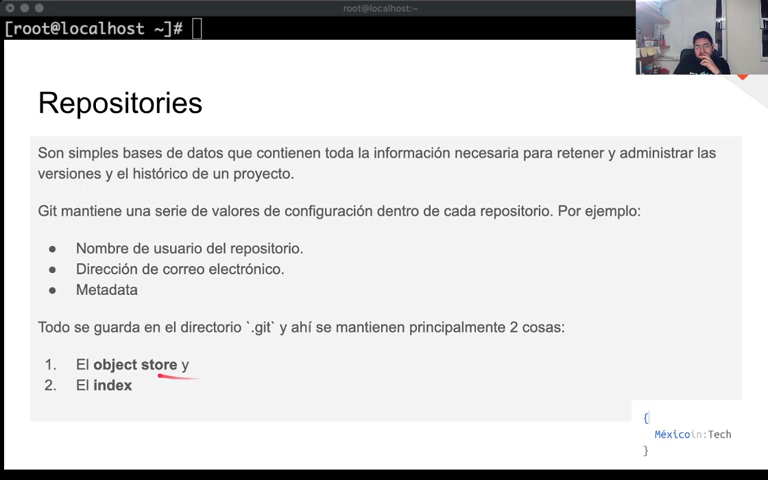 root@localhost:~
[root@localhost ~]#
Repositories
Son simples bases de datos que contienen toda la información necesaria para retener y administrar las
versiones y el histórico de un proyecto.
Git mantiene una serie de valores de configuración dentro de cada repositorio. Por ejemplo:
● Nombre de usuario del repositorio.
● Dirección de correo electrónico.
● Metadata
Todo se guarda en el directorio `.git` y ahí se mantienen principalmente 2 cosas:
1. El object store y
2. El index
{
Méxicoin:Tech
}